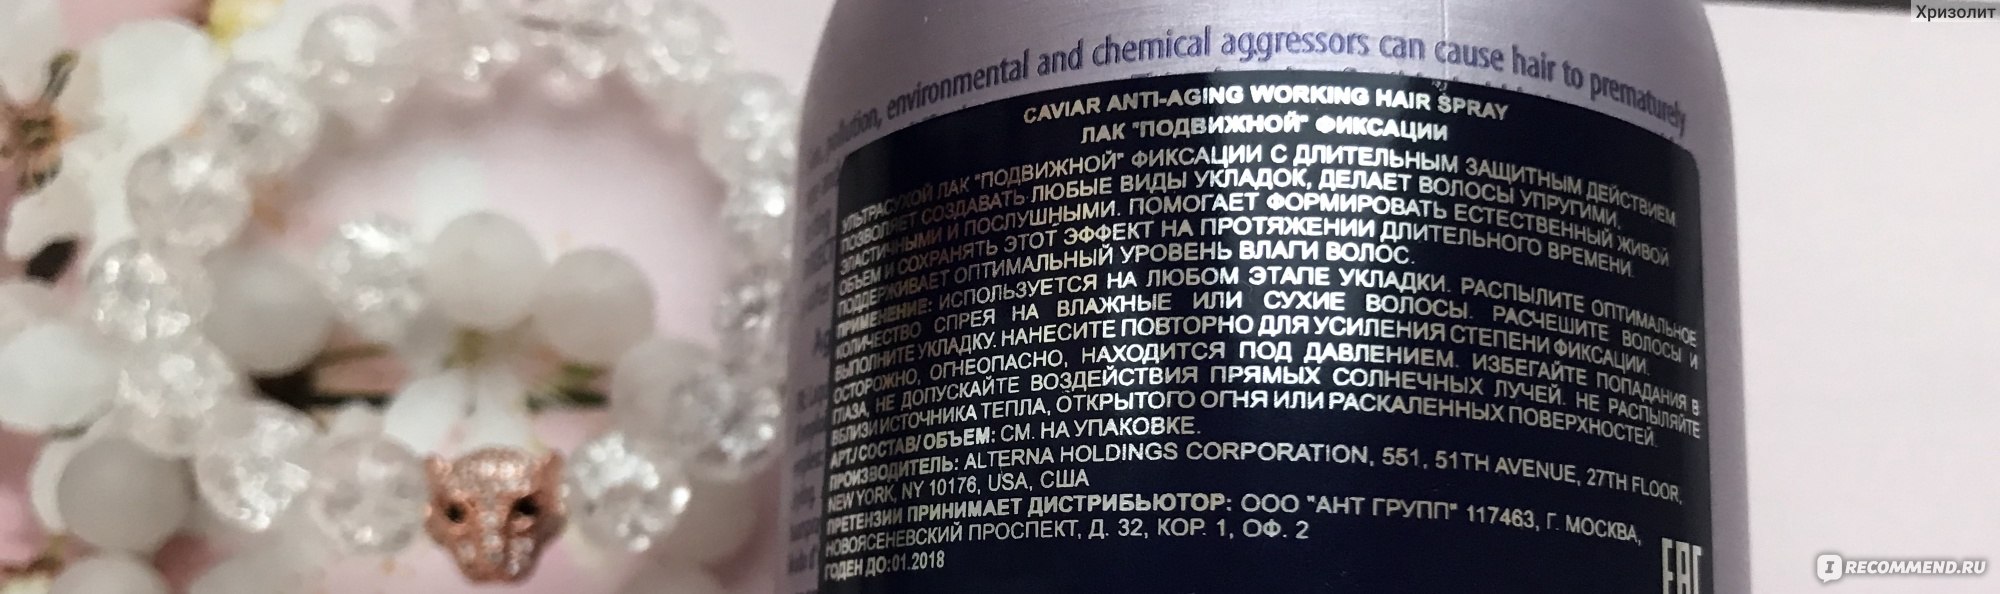 Хризолит
pollution, environmental and chemical aggressors can cause hair to prematurely
CAVIAR ANTI-AGING WORKING HAIR SPRAY
ЛАК "ПОДВИЖНОЙ" ФИКСАЦИИ
УЛЬТРАСУХОЙ ЛАК "ПОДВИЖНОЙ" ФИКСАЦИИ С ДЛИТЕЛЬНЫМ ЗАЩИТНЫМ ДЕЙСТВИЕМ
ПОЗВОЛЯЕТ СОЗДАВАТЬ ЛЮБЫЕ ВИДЫ УКЛАДОК, ДЕЛАЕТ ВОЛОСЫ УПРУГИМИ,
ЭЛАСТИЧНЫМИ И ПОСЛУШНЫМИ. ПОМОГАЕТ ФОРМИРОВАТЬ ЕСТЕСТВЕННЫЙ ЖИВОЙ
ОБЪЕМ И СОХРАНЯТЬ ЭТОТ ЭФФЕКТ НА ПРОТЯЖЕНИИ ДЛИТЕЛЬНОГО ВРЕМЕНИ.
ПОДДЕРЖИВАЕТ ОПТИМАЛЬНЫЙ УРОВЕНЬ ВЛАГИ ВОЛОС.
ПРИМЕНЕНИЕ: ИСПОЛЬЗУЕТСЯ НА ЛЮБОМ ЭТАПЕ УКЛАДКИ. РАСПЫЛИТЕ ОПТИМАЛЬНОЕ
КОЛИЧЕСТВО СПРЕЯ НА ВЛАЖНЫЕ ИЛИ СУХИЕ ВОЛОСЫ. РАСЧЕШИТЕ ВОЛОСЫ И
ВЫПОЛНИТЕ УКЛАДКУ. НАНЕСИТЕ ПОВТОРНО ДЛЯ УСИЛЕНИЯ СТЕПЕНИ ФИКСАЦИИ.
ОСТОРОЖНО, ОГНЕОПАСНО, НАХОДИТСЯ ПОД ДАВЛЕНИЕМ. ИЗБЕГАЙТЕ ПОПАДАНИЯ В
ГЛАЗА, НЕ ДОПУСКАЙТЕ ВОЗДЕЙСТВИЯ ПРЯМЫХ СОЛНЕЧНЫХ ЛУЧЕЙ. НЕ РАСПЫЛЯЙТЕ
ВБЛИЗИ ИСТОЧНИКА ТЕПЛА, ОТКРЫТОГО ОГНЯ ИЛИ РАСКАЛЕННЫХ ПОВЕРХНОСТЕЙ.
АРТ/СОСТАВ/ОБЪЕМ: СМ. НА УПАКОВКЕ.
ПРОИЗВОДИТЕЛЬ: ALTERNA HOLDINGS CORPORATION, 551, 51TH AVENUE, 27TH FLOOR,
NEW YORK, NY 10176, USA, США
ПРЕТЕНЗИИ ПРИНИМАЕТ ДИСТРИБЬЮТОР: ООО "АНТ ГРУПП" 117463, Г. МОСКВА,
НОВОЯСЕНЕВСКИЙ ПРОСПЕКТ, Д. 32, КОР. 1, ОФ. 2
ГОДЕН ДО:01.2018
EAC
I RECOMMEND.RU